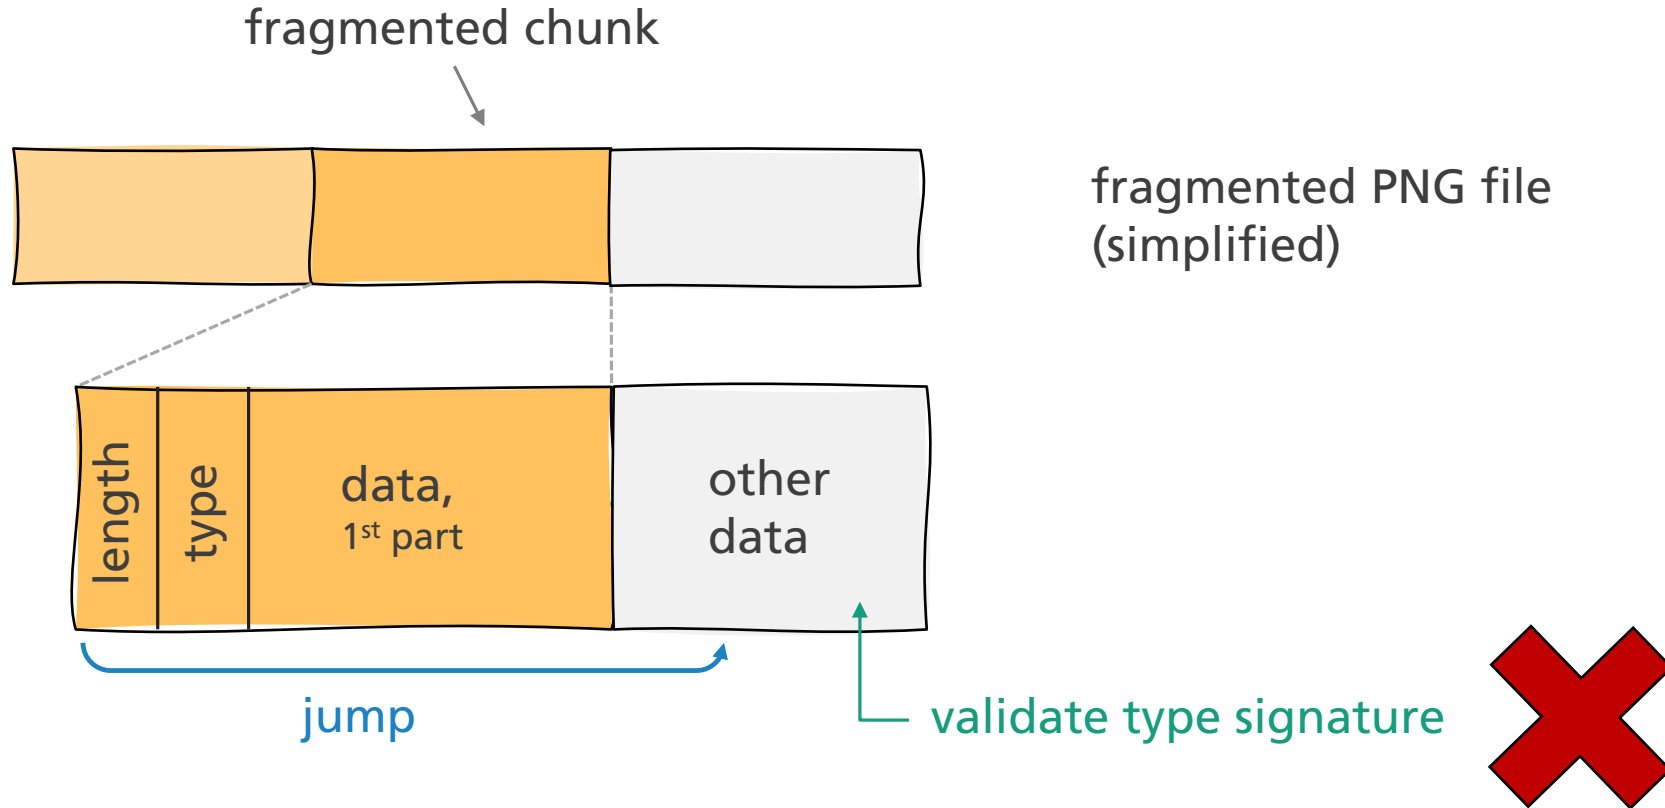 fragmented chunk
fragmented PNG file
(simplified)
length
type
data,
1st part
other
data
jump
validate type signature